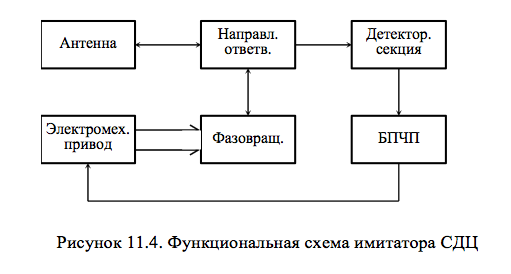 Антенна
Направл.
ответв.
Детектор.
секция
Электромех.
привод
Фазовращ.
БПЧП
Рисунок 11.4. Функциональная схема имитатора СДЦ